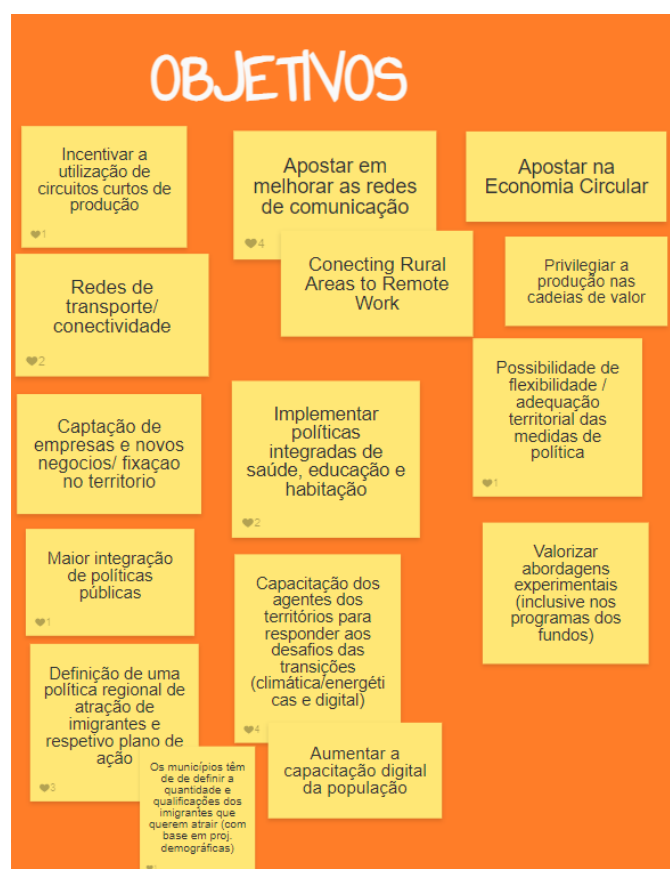 OBJETIVOS
Incentivar a
utilização de
circuitos curtos de
produção
1
Apostar em
melhorar as redes
de comunicação
4
Apostar na
Economia Circular
Conecting Rural
Areas to Remote
Work
Privilegiar a
produção nas
cadeias de valor
Redes de
transporte/
conectividade
2
Possibilidade de
flexibilidade /
adequação
territorial das
medidas de
política
1
Captação de
empresas e novos
negocios/ fixaçao
no territorio
Implementar
políticas
integradas de
saúde, educação e
habitação
2
Maior integração
de políticas
públicas
1
Valorizar
abordagens
experimentais
(inclusive nos
programas dos
fundos)
Capacitação dos
agentes dos
territórios para
responder aos
desafios das
transições
(climática/energéti
cas e digital)
4
Definição de uma
política regional de
atração de
imigrantes e
respetivo plano de
ação
3
Aumentar a
capacitação digital
da população
Os municípios têm
de de definir a
quantidade e
qualificações dos
imigrantes que
querem atrair (com
base em proj.
demográficas)